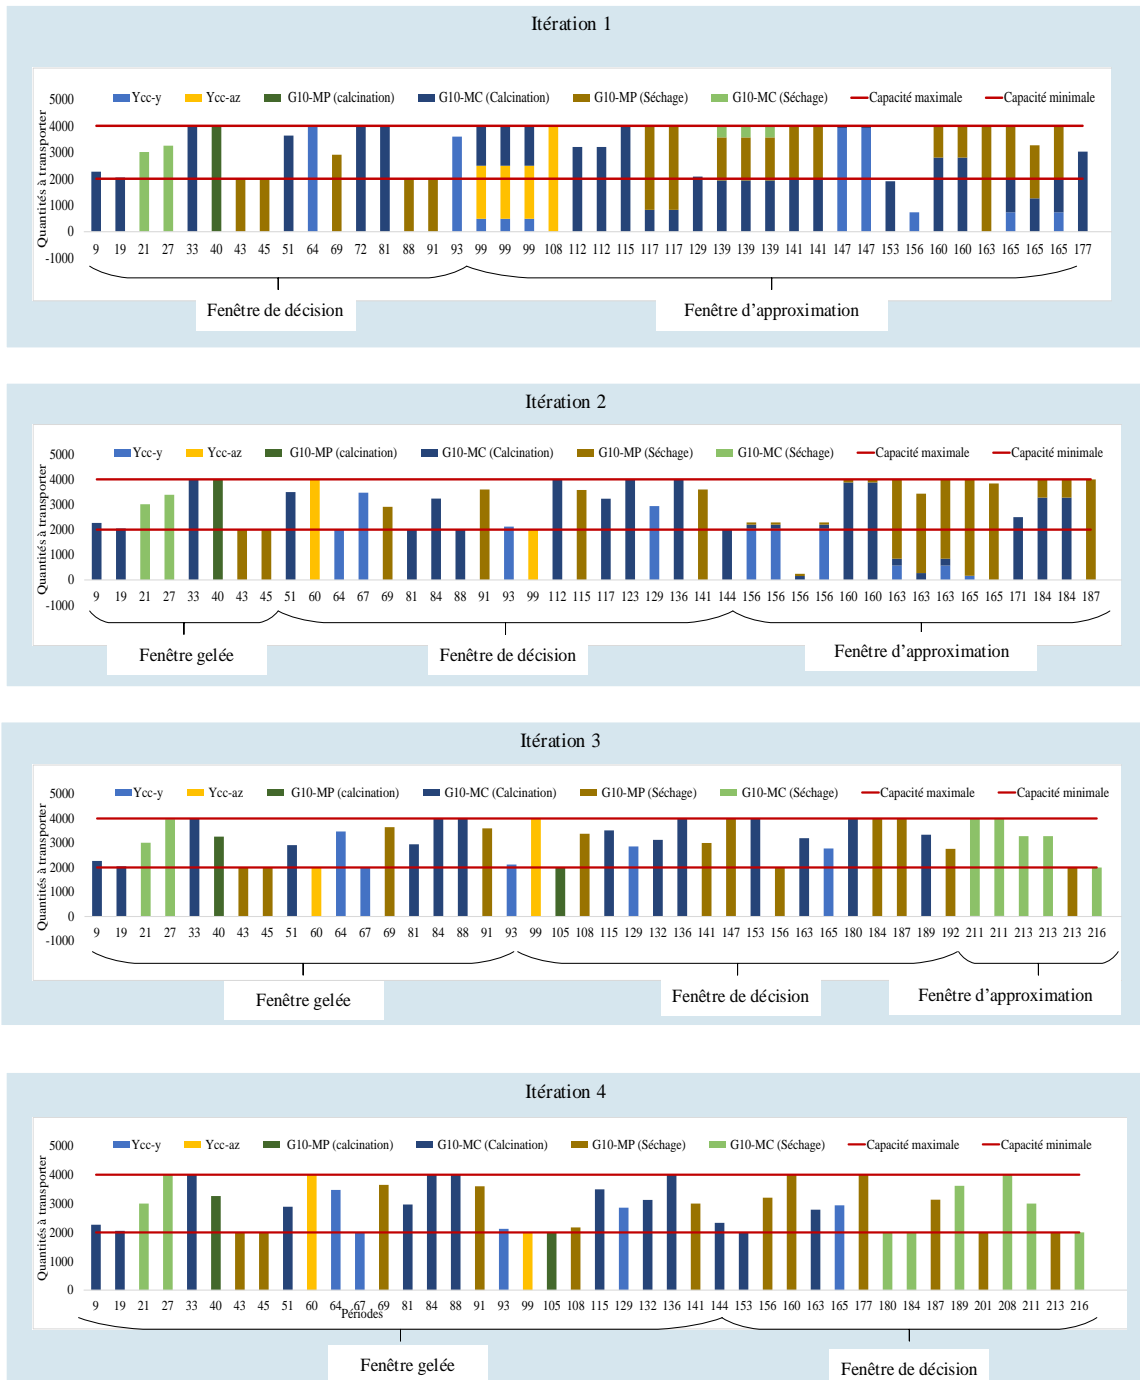 Itération 1
Ycc-y Ycc-az G10-MP (calcination) G10-MC (Calcination) G10-MP (Séchage) G10-MC (Séchage) Capacité maximale Capacité minimale
Quantités à transporter
5000
4000
3000
2000
1000
0
-1000
9 19 21 27 33 40 43 45 51 64 69 72 81 88 91 93 99 99 99 108 112 112 115 117 117 129 139 139 139 141 141 147 147 153 156 160 160 163 165 165 165 177
Fenêtre de décision
Fenêtre d'approximation
Itération 2
Ycc-y Ycc-az G10-MP (calcination) G10-MC (Calcination) G10-MP (Séchage) G10-MC (Séchage) Capacité maximale Capacité minimale
Quantités à transporter
5000
4000
3000
2000
1000
0
-1000
9 19 21 27 33 40 43 45 51 60 64 67 69 81 84 88 91 93 99 112 115 117 123 129 136 141 144 156 156 156 156 160 160 163 163 163 165 165 171 184 184 187
Fenêtre gelée
Fenêtre de décision
Fenêtre d'approximation
Itération 3
Ycc-y Ycc-az G10-MP (calcination) G10-MC (Calcination) G10-MP (Séchage) G10-MC (Séchage) Capacité maximale Capacité minimale
Quantités à transporter
5000
4000
3000
2000
1000
0
-1000
9 19 21 27 33 40 43 45 51 60 64 67 69 81 84 88 91 93 99 105 108 115 129 132 136 141 147 153 156 163 165 180 184 187 189 192 211 211 213 213 213 216
Fenêtre gelée
Fenêtre de décision
Fenêtre d'approximation
Itération 4
Ycc-y Ycc-az G10-MP (calcination) G10-MC (Calcination) G10-MP (Séchage) G10-MC (Séchage) Capacité maximale Capacité minimale
Quantités à transporter
5000
4000
3000
2000
1000
0
9 19 21 27 33 40 43 45 51 60 64 67 69 81 84 88 91 93 99 105 108 115 129 132 136 141 144 153 156 160 163 165 177 180 184 187 189 201 208 211 213 216
Périodes
Fenêtre gelée
Fenêtre de décision